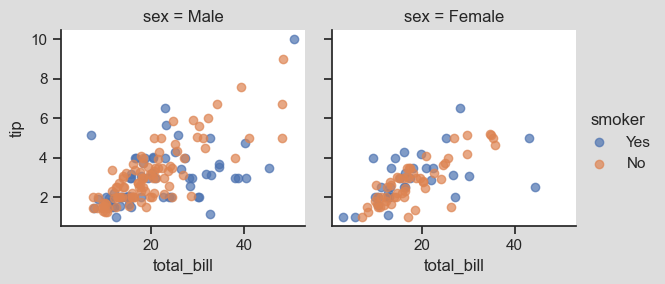 sex = Male
sex = Female
10
8
6
4
2
tip
20
40
20
40
total_bill
total_bill
smoker
Yes
No